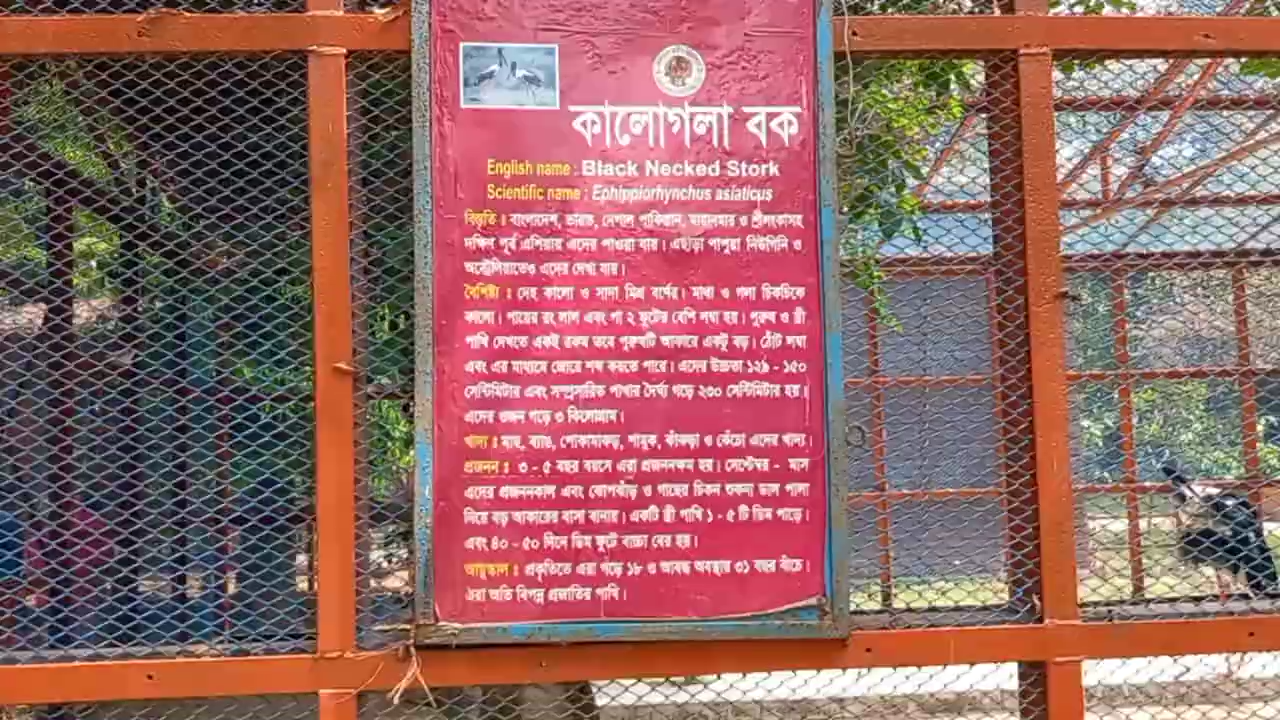 কালোগলা বক
English name : Black Necked Stork
Scientific name : Ephippiorhynchus asiaticus
বিস্তৃতি : বাংলাদেশ, ভারত, নেপাল পাকিস্তান, মায়ানমার ও শ্রীলংকাসহ
দক্ষিণ পূর্ব এশিয়ায় এদের পাওয়া যায়। এছাড়া পাপুয়া নিউগিনি ও
অস্ট্রেলিয়াতেও এদের দেখা যায়।
বৈশিষ্ট্য : দেহ কালো ও সাদা মিশ্র বর্ণের। মাথা ও গলা চিকচিকে
কালো। পায়ের রং লাল এবং পা ২ ফুটের বেশি লম্বা হয়। পুরুষ ও স্ত্রী
পাখি দেখতে একই রকম তবে পুরুষটি আকারে একটু বড়। ঠোঁট লম্বা
এবং এর মাধ্যমে জোরে শব্দ করতে পারে। এদের উচ্চতা ১২৯ - ১৫০
সেন্টিমিটার এবং সম্প্রসারিত পাখার দৈর্ঘ্য গড়ে ২৩০ সেন্টিমিটার হয়।
এদের ওজন গড়ে ৩ কিলোগ্রাম।
খাদ্য : মাছ, ব্যাঙ, পোকামাকড়, শামুক, কাঁকড়া ও কেঁচো এদের খাদ্য।
প্রজনন : ৩ - ৫ বছর বয়সে এরা প্রজননক্ষম হয়। সেপ্টেম্বর - মাস
এদের প্রজননকাল এবং ঝোপঝাঁড় ও গাছের চিকন শুকনা ডাল পালা
দিয়ে বড় আকারের বাসা বানায়। একটি স্ত্রী পাখি ১ - ৫ টি ডিম পাড়ে।
এবং ৪০ - ৫০ দিনে ডিম ফুটে বাচ্চা বের হয়।
আয়ুষ্কাল : প্রকৃতিতে এরা গড়ে ১৮ ও আবদ্ধ অবস্থায় ৩১ বছর বাঁচে।
এরা অতি বিপন্ন প্রজাতির পাখি।